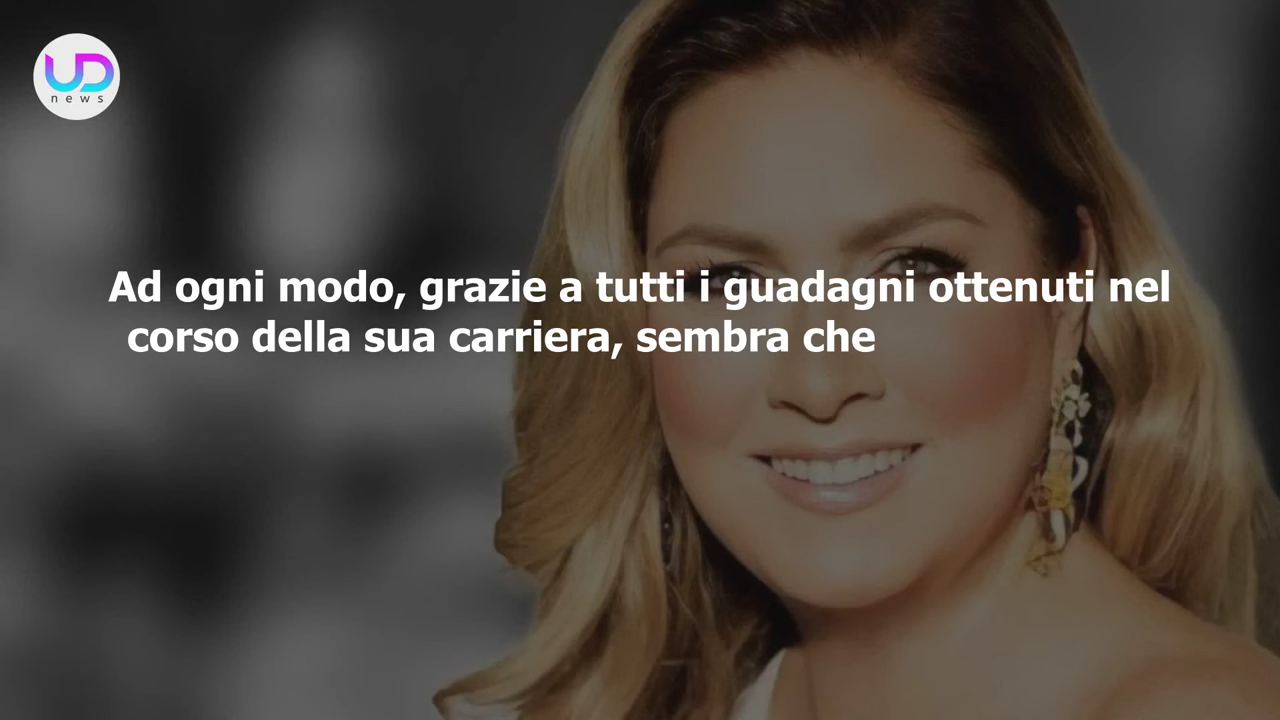 UD
news
Ad ogni modo, grazie a tutti i guadagni ottenuti nel
corso della sua carriera, sembra che